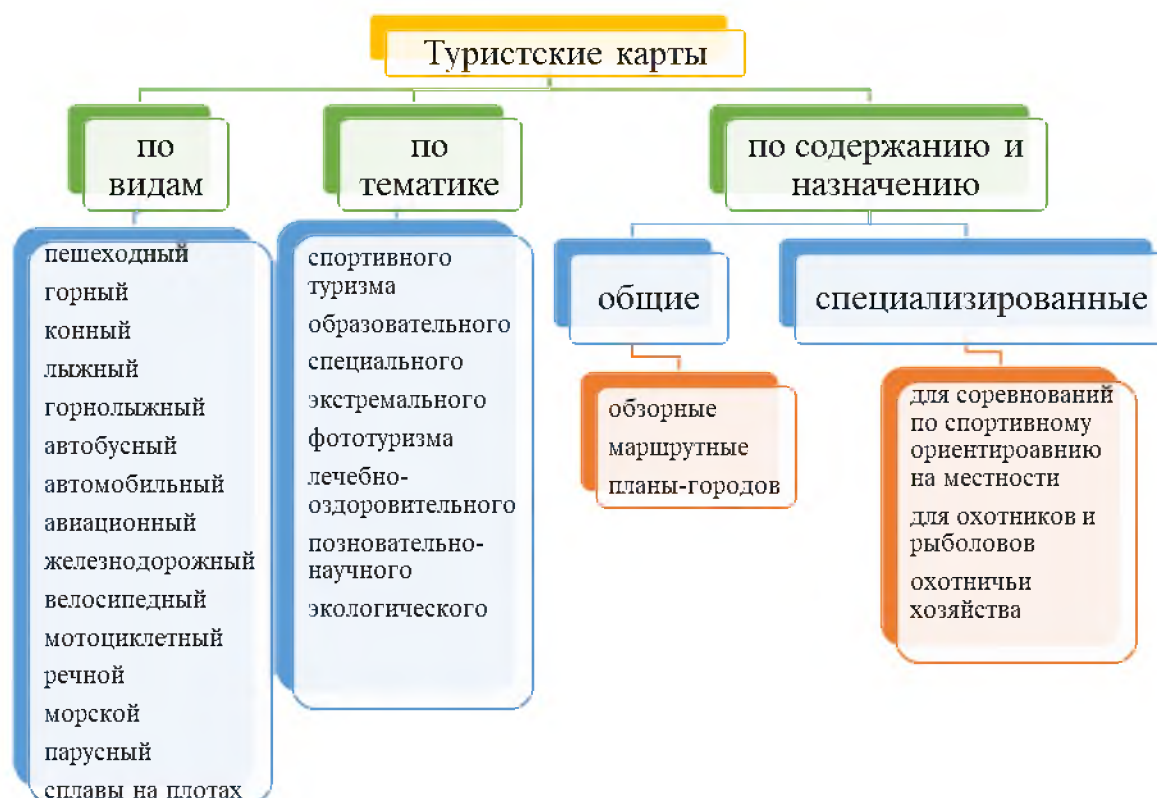 Туристские карты
по
видам
по
тематике
по содержанию и
назначению
пешеходный
горный
конный
лыжный
горнолыжный
автобусный
автомобильный
авиационный
железнодорожный
велосипедный
мотоциклетный
речной
морской
парусный
сплавы на плотах
спортивного
туризма
образовательного
специального
экстремального
фототуризма
лечебно-
оздоровительного
позновательно-
научного
экологического
общие
специализированные
обзорные
маршрутные
планы-городов
для соревнований
по спортивному
ориентироавнию
на местности
для охотников и
рыболовов
охотничьи
хозяйства